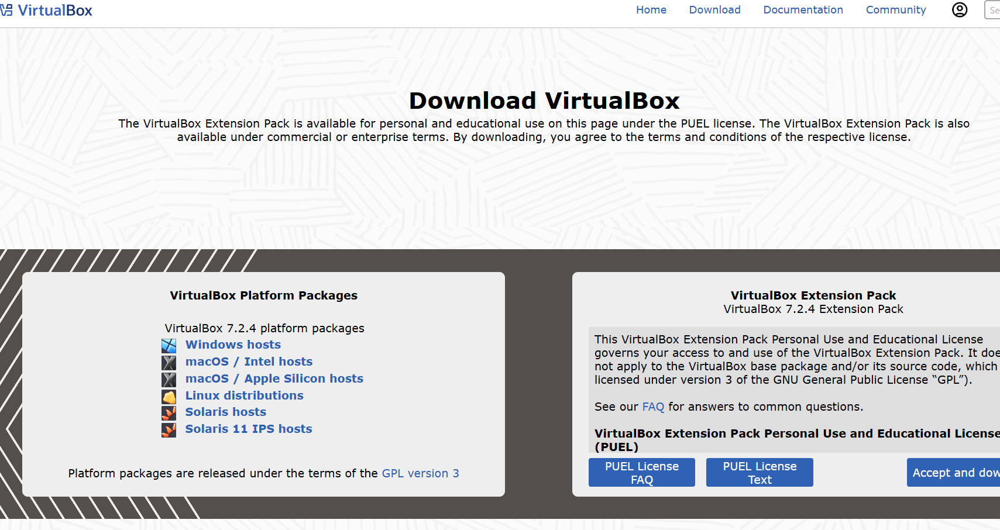 VirtualBox
Home Download Documentation Community
Download VirtualBox
The VirtualBox Extension Pack is available for personal and educational use on this page under the PUEL license. The VirtualBox Extension Pack is also
available under commercial or enterprise terms. By downloading, you agree to the terms and conditions of the respective license.
VirtualBox Platform Packages
VirtualBox 7.2.4 platform packages
Windows hosts
macOS / Intel hosts
macOS / Apple Silicon hosts
Linux distributions
Solaris hosts
Solaris 11 IPS hosts
Platform packages are released under the terms of the GPL version 3
VirtualBox Extension Pack
VirtualBox 7.2.4 Extension Pack
This VirtualBox Extension Pack Personal Use and Educational License
governs your access to and use of the VirtualBox Extension Pack. It
not apply to the VirtualBox base package and/or its source code, which
licensed under version 3 of the GNU General Public License “GPL”).
See our FAQ for answers to common questions.
VirtualBox Extension Pack Personal Use and Educational License
(PUEL)
PUEL License
FAQ
PUEL License
Text
Accept and